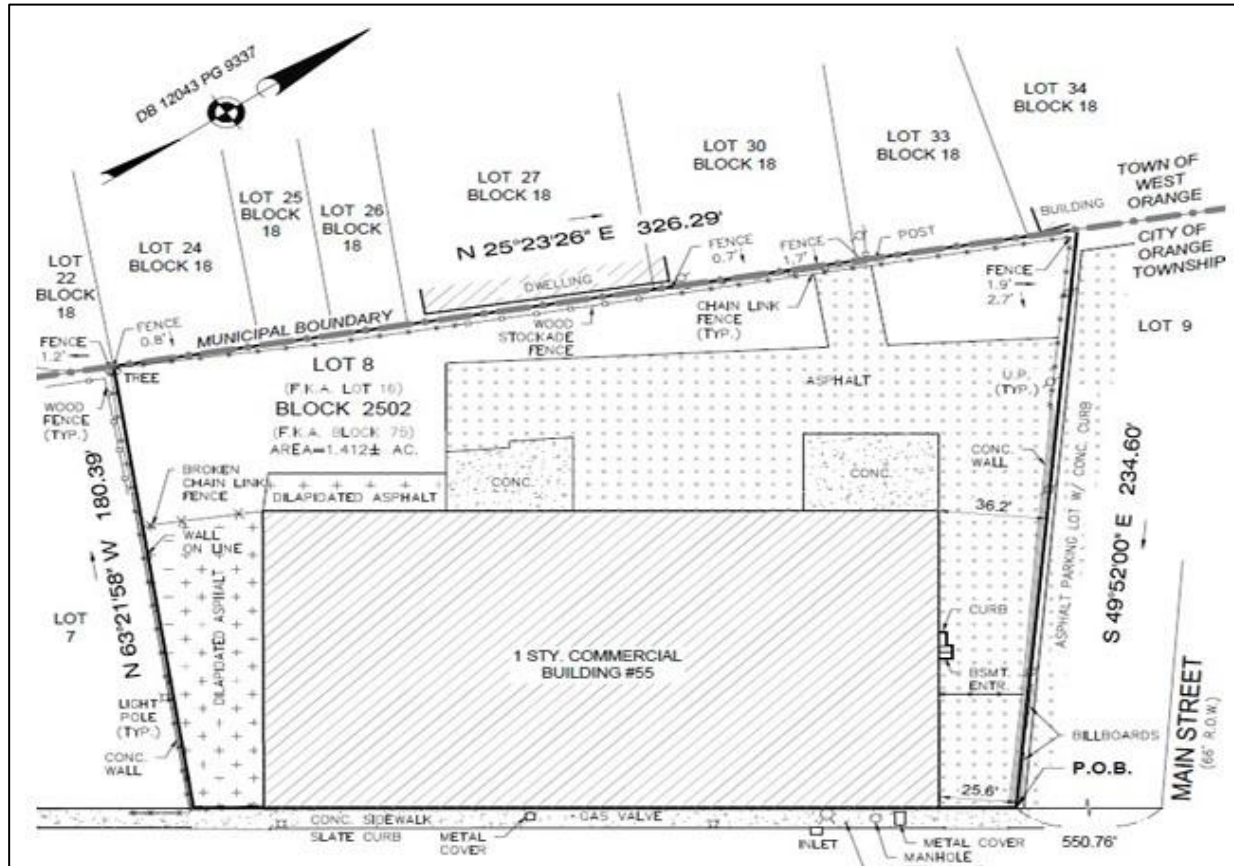 DB 12043 PG 9337
LOT 34
BLOCK 18
LOT 33
BLOCK 18
LOT 30
BLOCK 18
LOT 27
BLOCK 18
LOT 25
BLOCK
18
LOT 26
BLOCK
18
LOT 24
BLOCK 18
LOT
22
BLOCK
18
TOWN OF
WEST
ORANGE
CITY OF
ORANGE
TOWNSHIP
BUILDING
N 25°23'26" E 326.29'
FENCE
0.7'
FENCE
1.7'
POST
FENCE
1.9'
2.7'
LOT 9
DWELLING
MUNICIPAL BOUNDARY
FENCE
0.8'
FENCE
1.2'
TREE
WOOD
FENCE
(TYP.)
WOOD
STOCKADE
FENCE
CHAIN LINK
FENCE
(TYP.)
LOT 8
(F.K.A. LOT 16)
BLOCK 2502
(F.K.A. BLOCK 75)
AREA=1.412± AC.
ASPHALT
U.P.
(TYP.)
CONC.
WALL
ASPHALT PARKING LOT W/ CONC. CURB
S 49°52'00" E 234.60'
BROKEN
CHAIN LINK
FENCE
DILAPIDATED ASPHALT
CONC.
CONC.
36.2'
N 63°21'58" W 180.39'
WALL
ON LINE
DILAPIDATED ASPHALT
LOT
7
1 STY. COMMERCIAL
BUILDING #55
CURB
BSMT.
ENTR.
LIGHT
POLE
(TYP.)
CONC.
WALL
BILLBOARDS
P.O.B.
MAIN STREET
(66' R.O.W.)
25.6'
CONC. SIDEWALK
GAS VALVE
SLATE CURB
METAL
COVER
INLET
METAL COVER
MANHOLE
550.76'